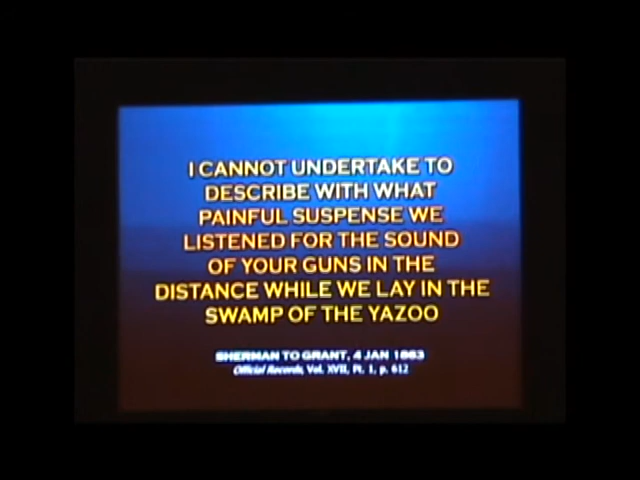 I CANNOT UNDERTAKE TO
DESCRIBE WITH WHAT
PAINFUL SUSPENSE WE
LISTENED FOR THE SOUND
OF YOUR GUNS IN THE
DISTANCE WHILE WE LAY IN THE
SWAMP OF THE YAZOO
SHERMAN TO GRANT, 4 JAN 1863
Official Records, Vol. XVII, Pt. 1, p. 612